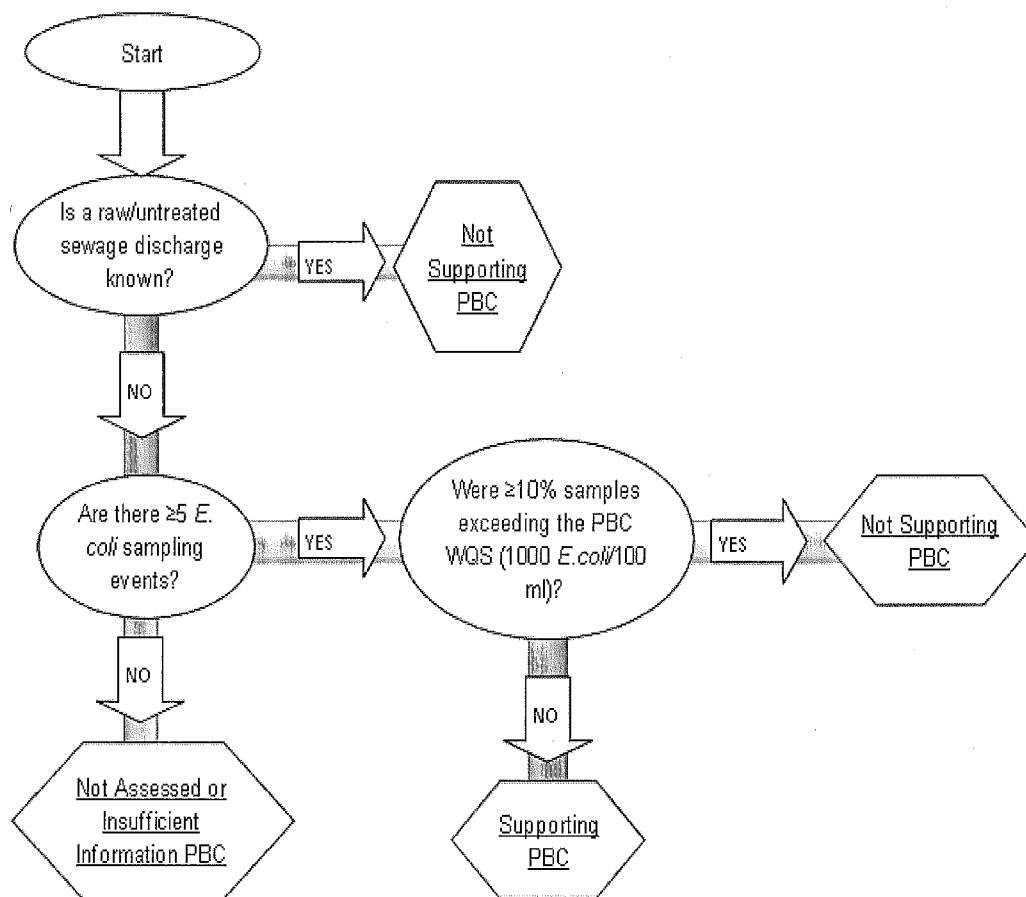 Start
Is a raw/untreated
sewage discharge
known?
YES
Not
Supporting
PBC
NO
Are there ≥5 E.
coli sampling
events?
YES
Were ≥10% samples
exceeding the PBC
WQS (1000 E.coli/100
ml)?
YES
Not Supporting
PBC
NO
Not Assessed or
Insufficient
Information PBC
NO
Supporting
PBC